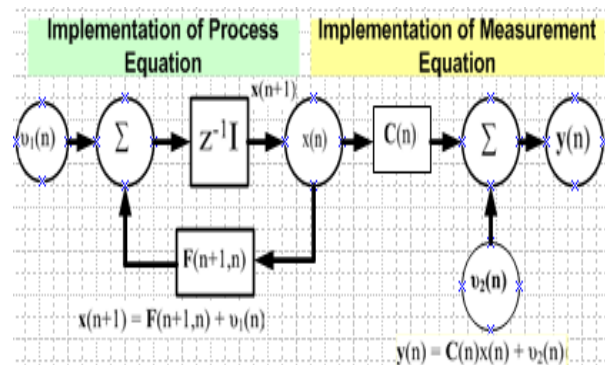 Implementation of Process
Equation
Implementation of Measurement
Equation
x(n+1)
υ₁(n)
Σ
z⁻¹I
x(n)
C(n)
Σ
y(n)
F(n+1,n)
υ₂(n)
x(n+1) = F(n+1,n) + υ₁(n)
y(n) = C(n)x(n) + υ₂(n)